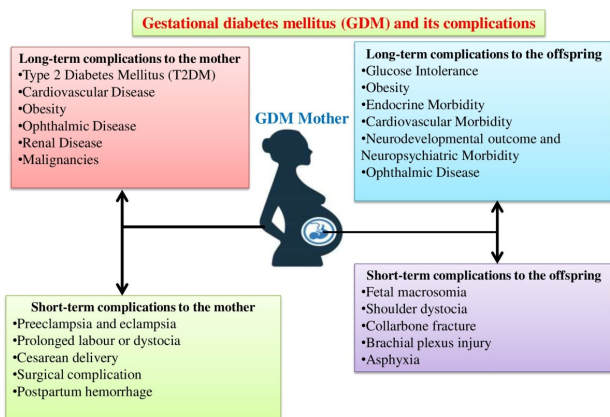 Gestational diabetes mellitus (GDM) and its complications
Long-term complications to the mother
•Type 2 Diabetes Mellitus (T2DM)
•Cardiovascular Disease
•Obesity
•Ophthalmic Disease
•Renal Disease
•Malignancies
GDM Mother
Long-term complications to the offspring
•Glucose Intolerance
•Obesity
•Endocrine Morbidity
•Cardiovascular Morbidity
•Neurodevelopmental outcome and
Neuropsychiatric Morbidity
•Ophthalmic Disease
Short-term complications to the mother
•Preeclampsia and eclampsia
•Prolonged labour or dystocia
•Cesarean delivery
•Surgical complication
•Postpartum hemorrhage
Short-term complications to the offspring
•Fetal macrosomia
•Shoulder dystocia
•Collarbone fracture
•Brachial plexus injury
•Asphyxia